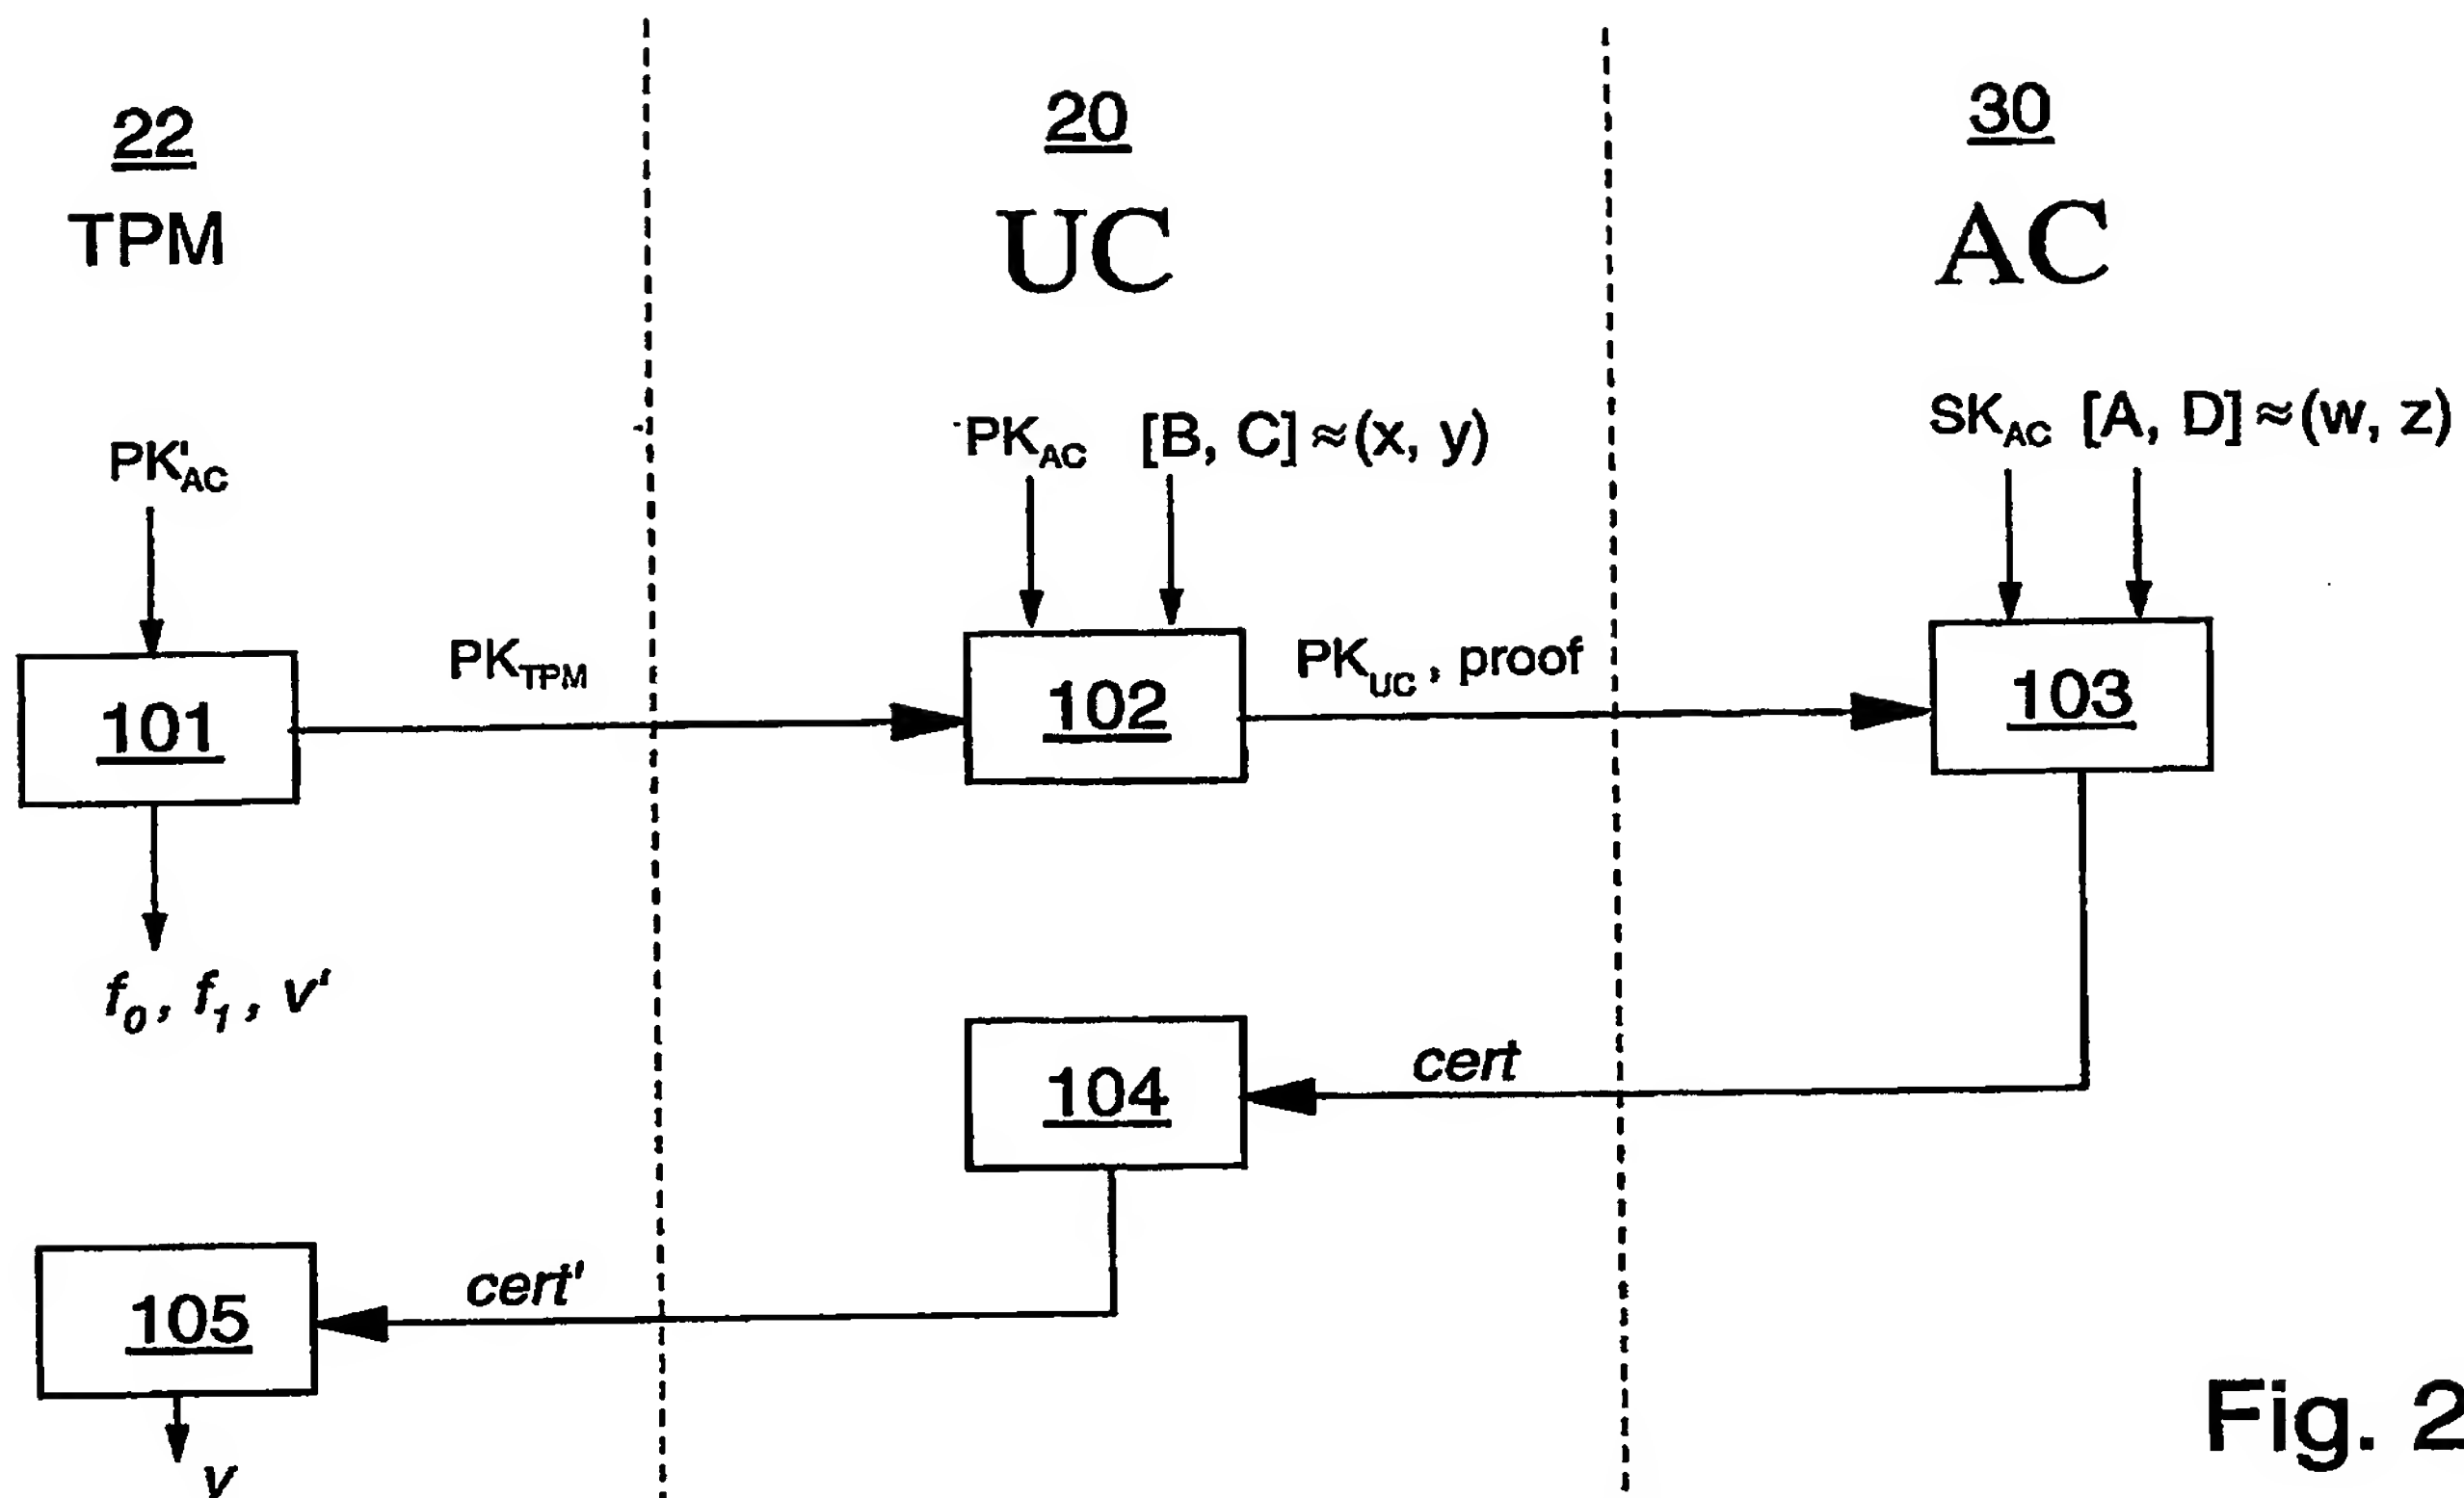 22
TPM
20
UC
30
AC
PK'AC
PKAC
[B, C]≈(x, y)
SKAC
[A, D]≈(w, z)
101
PKTPM
102
PKUC, proof
103
f0, f1, v'
104
cert
105
cert'
v
Fig. 2